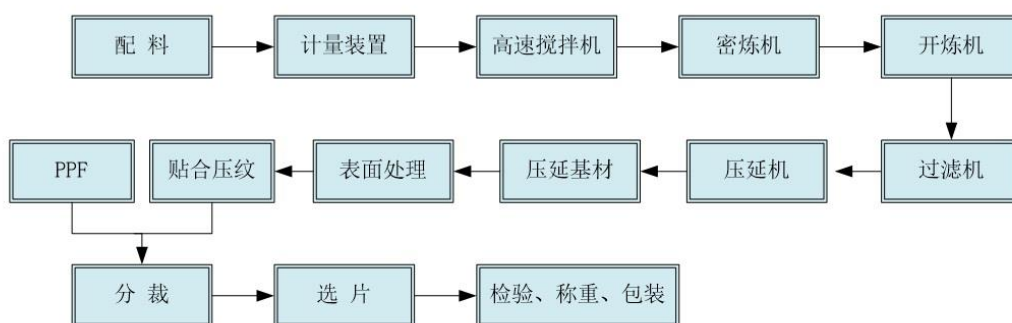 配 料
计量装置
高速搅拌机
密炼机
开炼机
PPF
贴合压纹
表面处理
压延基材
压延机
过滤机
分 裁
选 片
检验、称重、包装